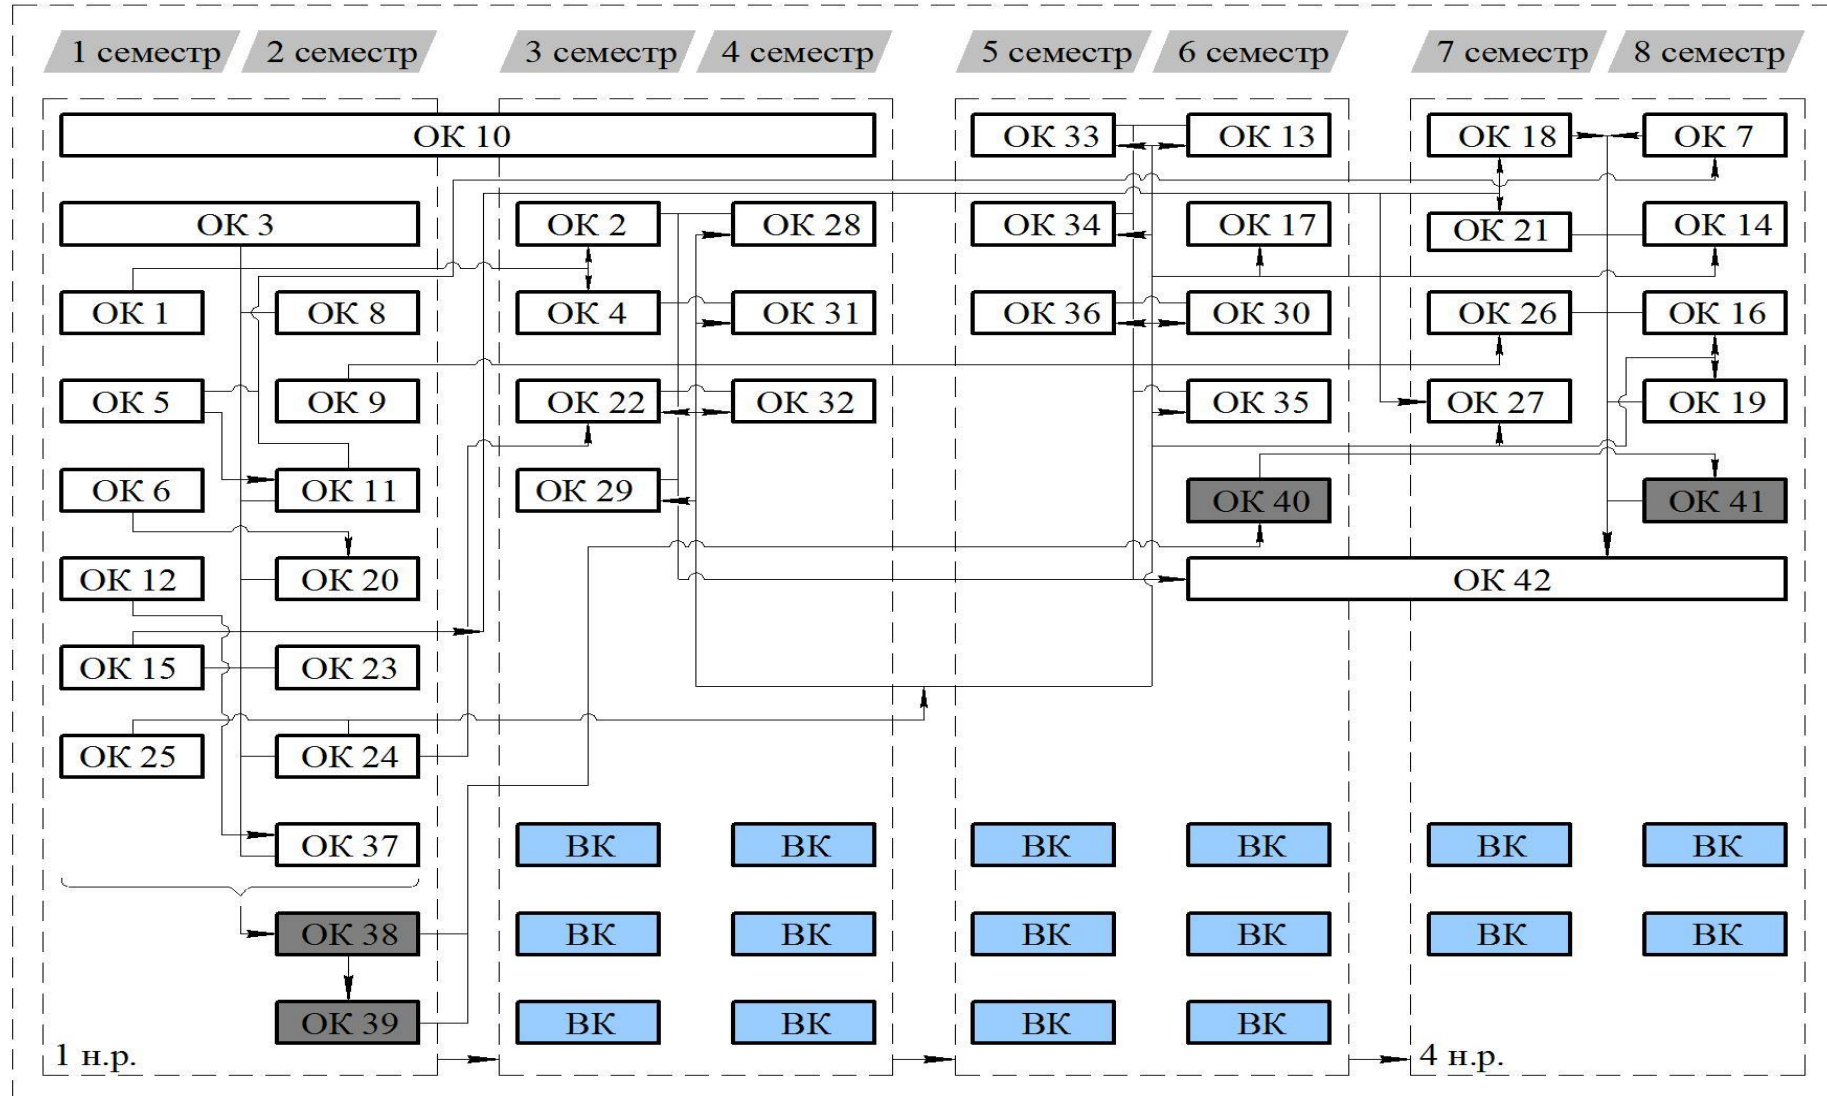 1 семестр 2 семестр 3 семестр 4 семестр 5 семестр 6 семестр 7 семестр 8 семестр
ОК 10 ОК 33 ОК 13 ОК 18 ОК 7
ОК 3 ОК 2 ОК 28 ОК 34 ОК 17 ОК 21 ОК 14
ОК 1 ОК 8 ОК 4 ОК 31 ОК 36 ОК 30 ОК 26 ОК 16
ОК 5 ОК 9 ОК 22 ОК 32 ОК 35 ОК 27 ОК 19
ОК 6 ОК 11 ОК 29 ОК 40 ОК 41
ОК 12 ОК 20 ОК 42
ОК 15 ОК 23
ОК 25 ОК 24
ОК 37 ВК ВК ВК ВК ВК ВК
ОК 38 ВК ВК ВК ВК ВК ВК
ОК 39 ВК ВК ВК ВК
1 н.р. 4 н.р.